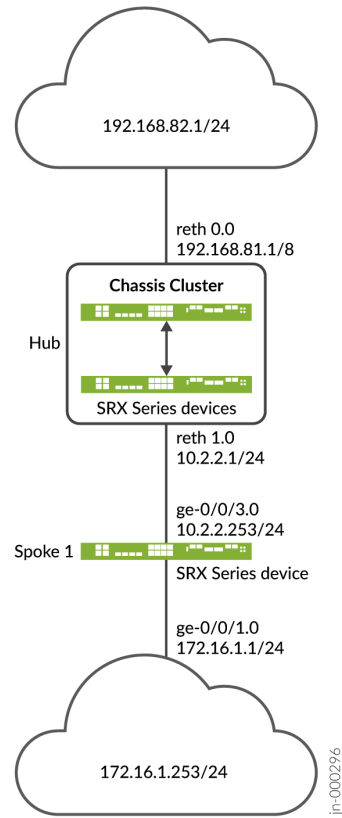 192.168.82.1/24
reth 0.0
192.168.81.1/8
Chassis Cluster
Hub
SRX Series devices
reth 1.0
10.2.2.1/24
ge-0/0/3.0
10.2.2.253/24
Spoke 1
SRX Series device
ge-0/0/1.0
172.16.1.1/24
172.16.1.253/24
jn-000296